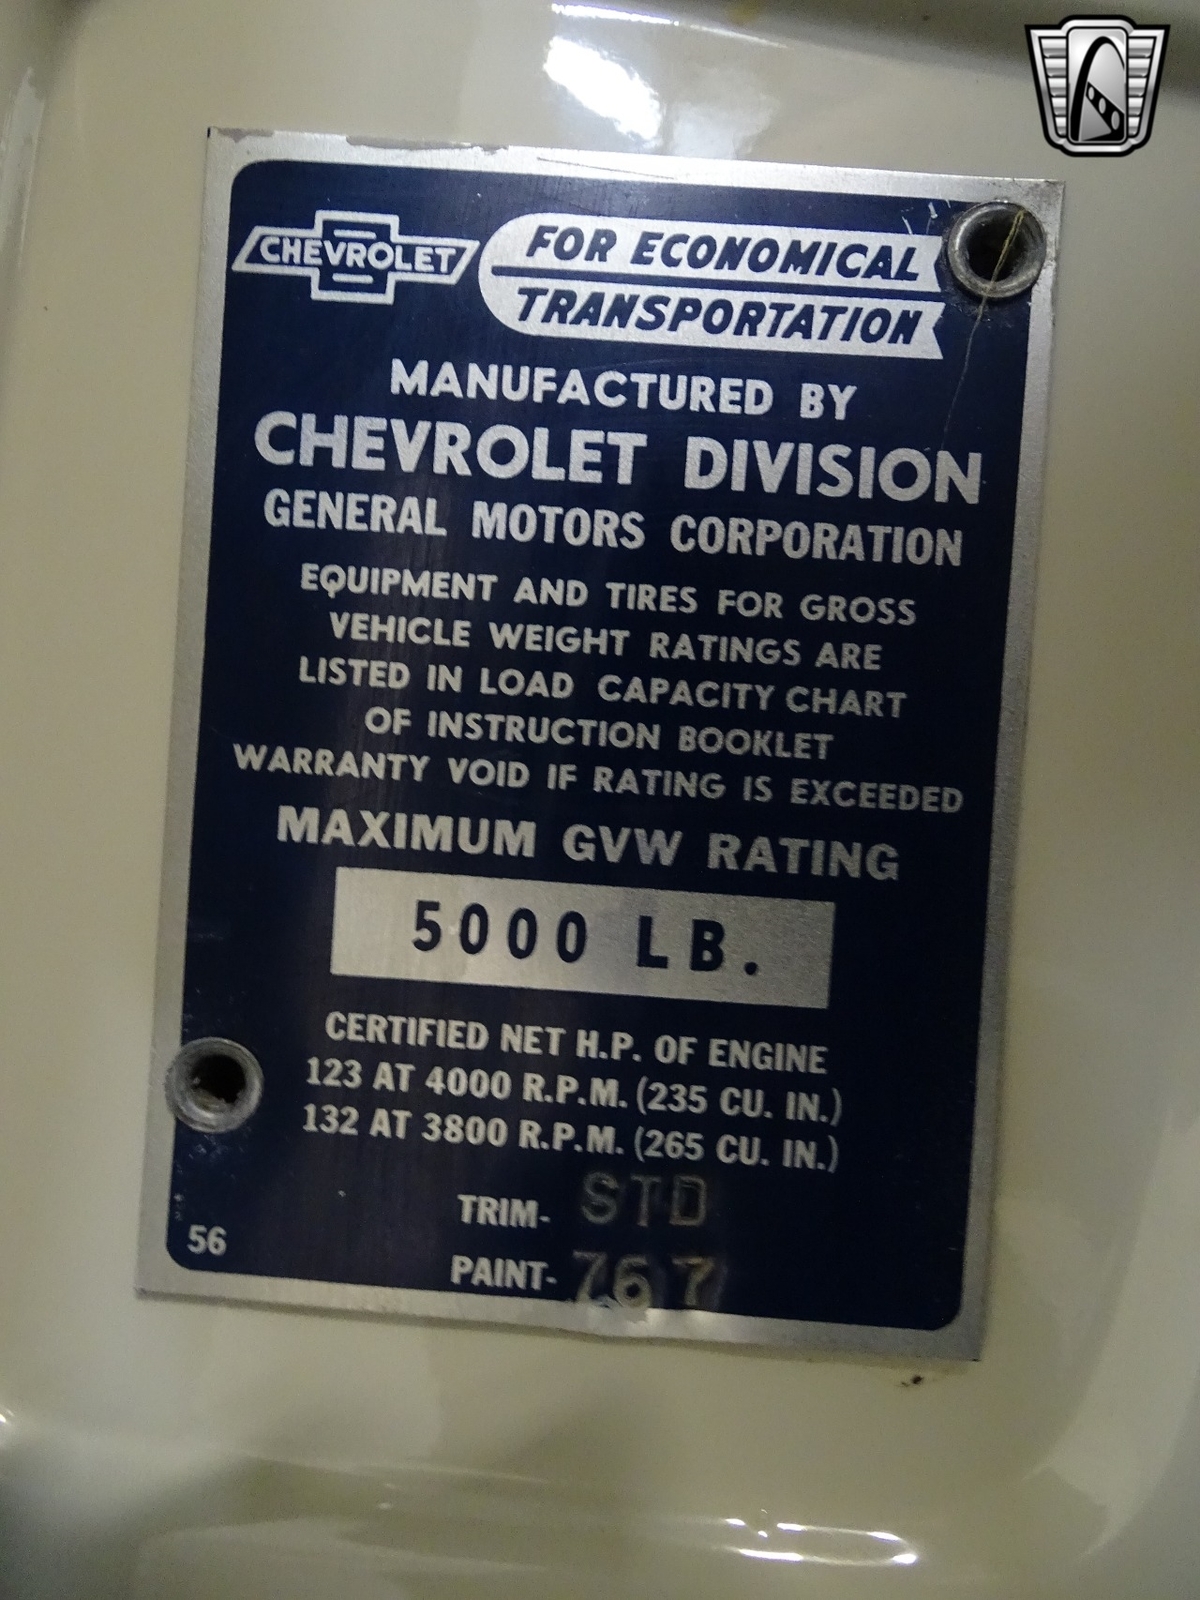 CHEVROLET
FOR ECONOMICAL
TRANSPORTATION
MANUFACTURED BY
CHEVROLET DIVISION
GENERAL MOTORS CORPORATION
EQUIPMENT AND TIRES FOR GROSS
VEHICLE WEIGHT RATINGS ARE
LISTED IN LOAD CAPACITY CHART
OF INSTRUCTION BOOKLET
WARRANTY VOID IF RATING IS EXCEEDED
MAXIMUM GVW RATING
5000 LB.
CERTIFIED NET H.P. OF ENGINE
123 AT 4000 R.P.M. (235 CU. IN.)
132 AT 3800 R.P.M. (265 CU. IN.)
TRIM- STD
PAINT- 767
56